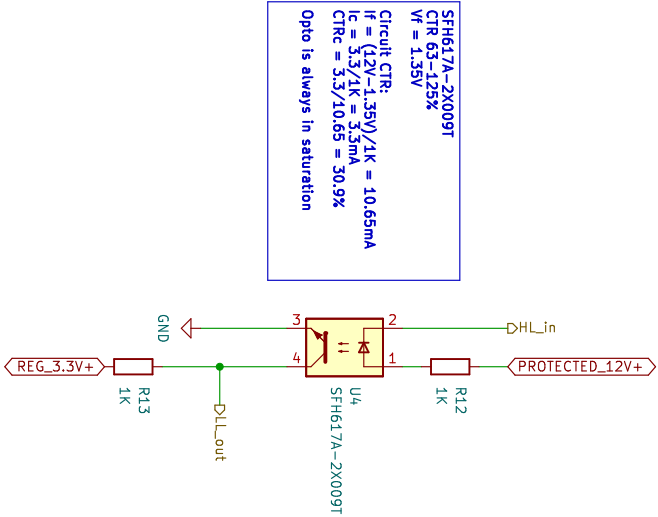 SFH617A-2X009T
CTR 63-125%
Vf = 1.35V
Circuit CTR:
If = (12V-1.35V)/1K = 10.65mA
Ic = 3.3/1K = 3.3mA
CTRc = 3.3/10.65 = 30.9%
Opto is always in saturation
GND
3
2
HL_in
REG_3.3V+
4
1
PROTECTED_12V+
R13
1K
LL_out
U4
SFH617A-2X009T
R12
1K